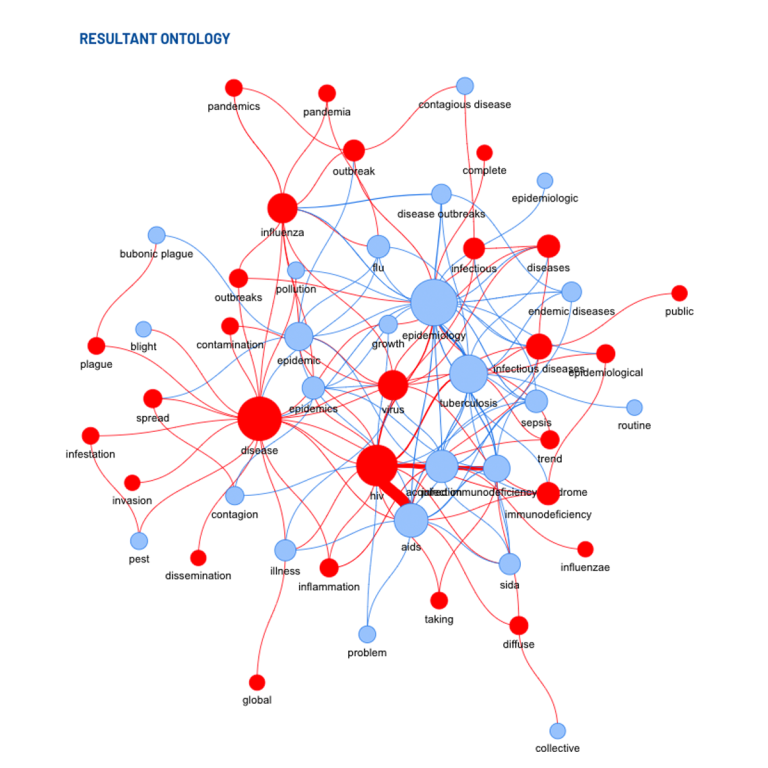 RESULTANT ONTOLOGY
pandemics
pandemia
contagious disease
outbreak
complete
epidemiologic
disease outbreaks
influenza
bubonic plague
flu
infectious
diseases
pollution
outbreaks
endemic diseases
public
contamination
growth
epidemiology
blight
epidemic
plague
infectious diseases
epidemiological
epidemics
virus
tuberculosis
spread
sepsis
routine
disease
infestation
trend
hiv
immunodeficiency
invasion
contagion
immunodeficiency
aids
pest
dissemination
illness
inflammation
influenzae
sida
taking
diffuse
problem
global
collective